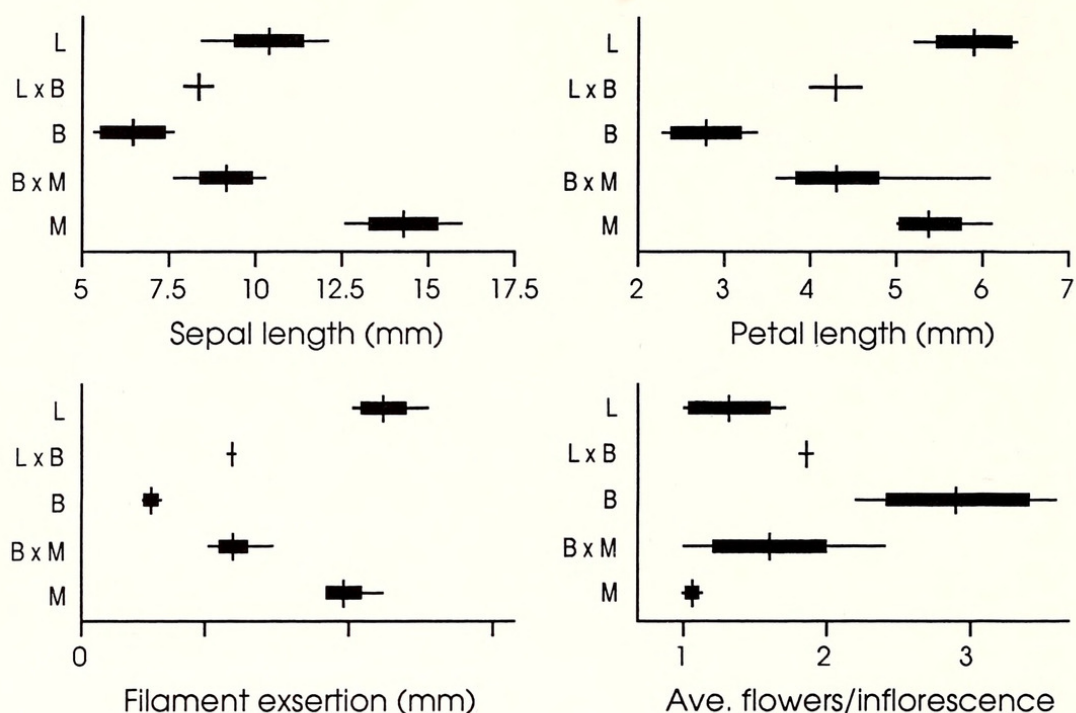 L
L x B
B
B x M
M
5 7.5 10 12.5 15 17.5
Sepal length (mm)
L
L x B
B
B x M
M
2 3 4 5 6 7
Petal length (mm)
L
L x B
B
B x M
M
0
Filament exsertion (mm)
L
L x B
B
B x M
M
1 2 3
Ave. flowers/inflorescence